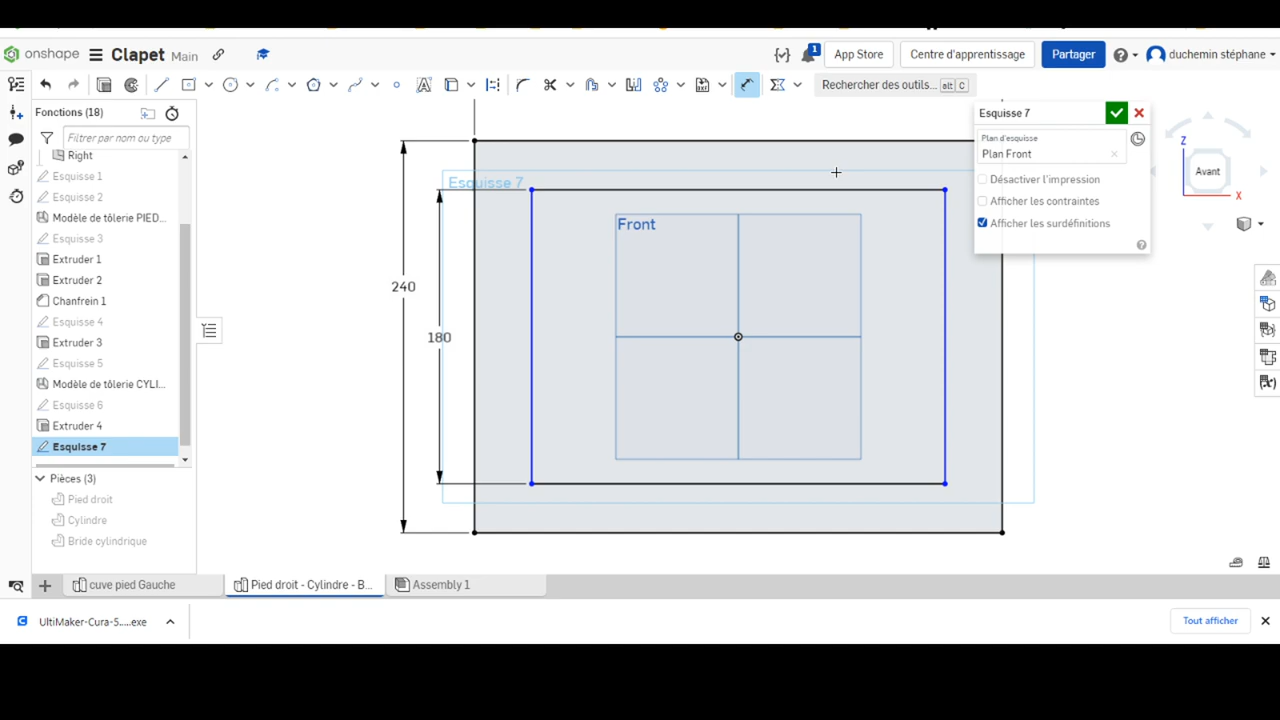 onshape Clapet Main
1 App Store Centre d'apprentissage Partager duchemin stéphane
Rechercher des outils... alt C
Fonctions (18)
Filtrer par nom ou type
Right
Esquisse 1
Esquisse 2
Modèle de tôlerie PIED...
Esquisse 3
Extruder 1
Extruder 2
Chanfrein 1
Esquisse 4
Extruder 3
Esquisse 5
Modèle de tôlerie CYLI...
Esquisse 6
Extruder 4
Esquisse 7
Pièces (3)
Pied droit
Cylindre
Bride cylindrique
Esquisse 7
Front
240
180
Esquisse 7
Plan d'esquisse
Plan Front
Désactiver l'impression
Afficher les contraintes
Afficher les surdéfinitions
Z
Avant
X
cuve pied Gauche
Pied droit - Cylindre - B...
Assembly 1
UltiMaker-Cura-5.....exe
Tout afficher